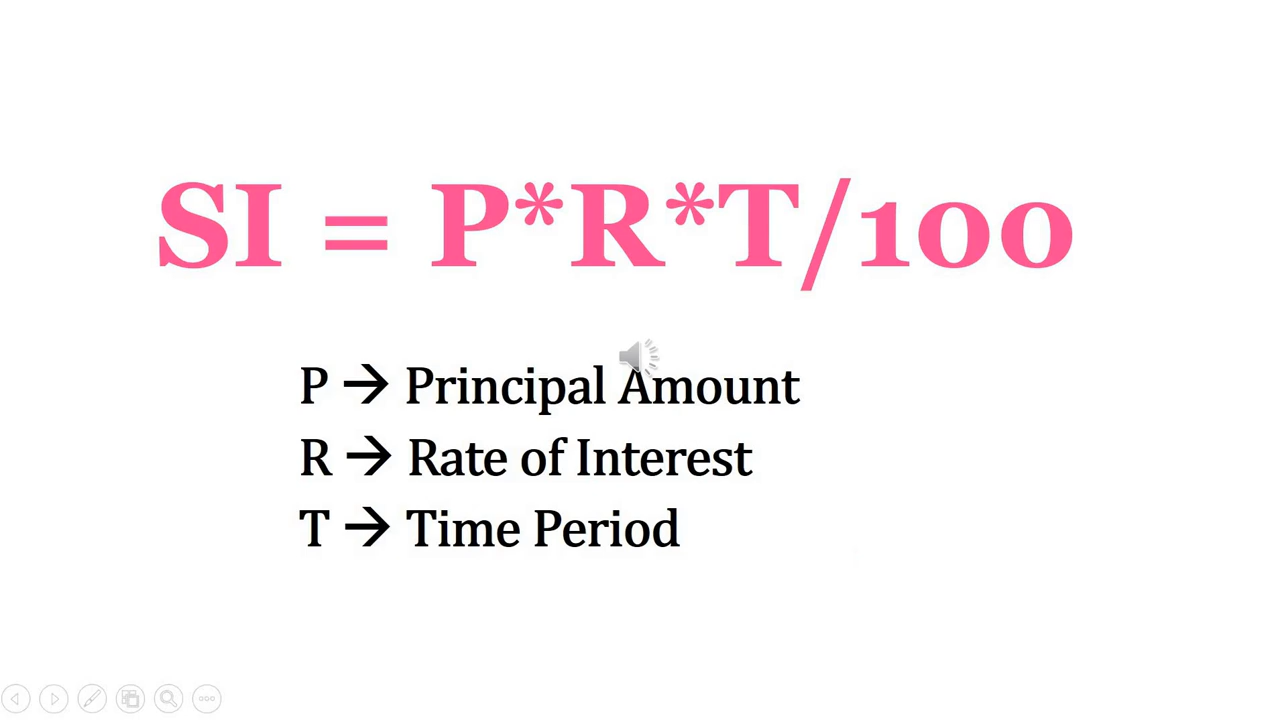 SI = P*R*T/100
P → Principal Amount
R → Rate of Interest
T → Time Period